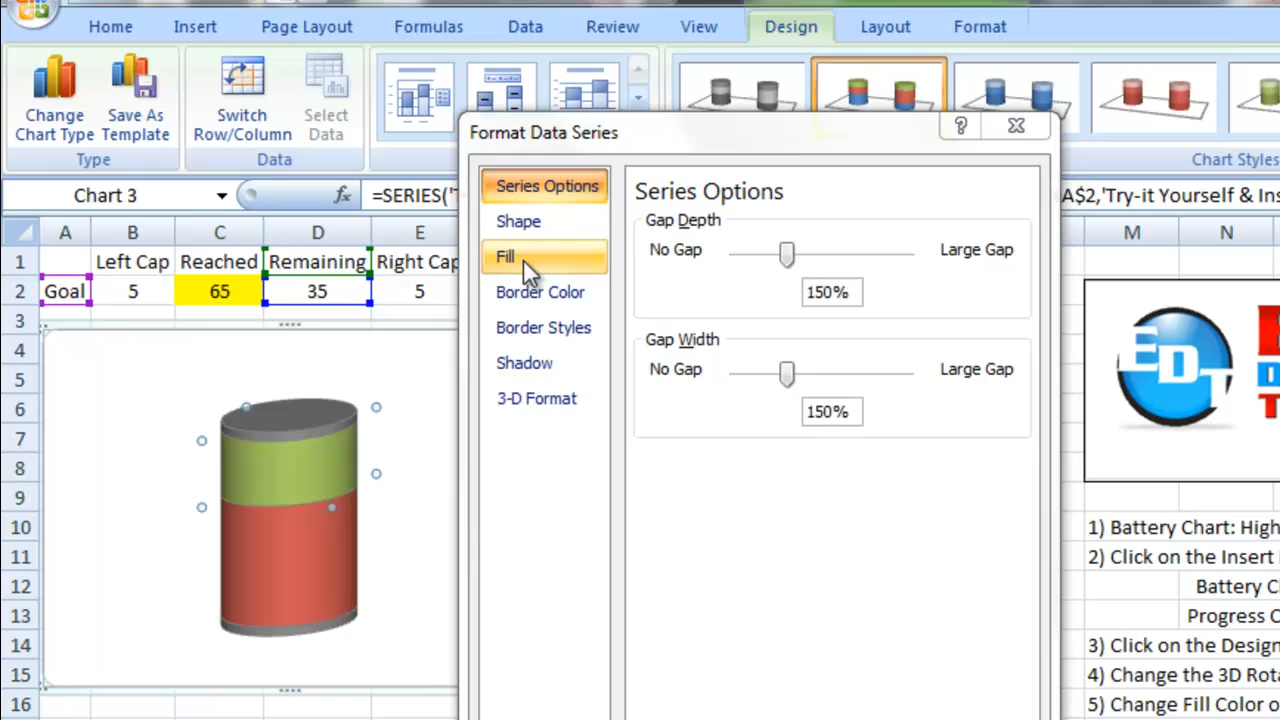 Home Insert Page Layout Formulas Data Review View Design Layout Format
Change Chart Type
Save As Template
Switch Row/Column
Select Data
Type
Data
Chart Styles
Chart 3
fx
=SERIES('T
A$2,'Try-it Yourself & Ins
Format Data Series
?
Series Options
Shape
Fill
Border Color
Border Styles
Shadow
3-D Format
Series Options
Gap Depth
No Gap Large Gap
150%
Gap Width
No Gap Large Gap
150%
A B C D E M N
1 Left Cap Reached Remaining Right Cap
2 Goal 5 65 35 5
3
4
5
6
7
8
9
10
11
12
13
14
15
16
EDT
1) Battery Chart: High
2) Click on the Insert
Battery C
Progress C
3) Click on the Design
4) Change the 3D Rota
5) Change Fill Color o